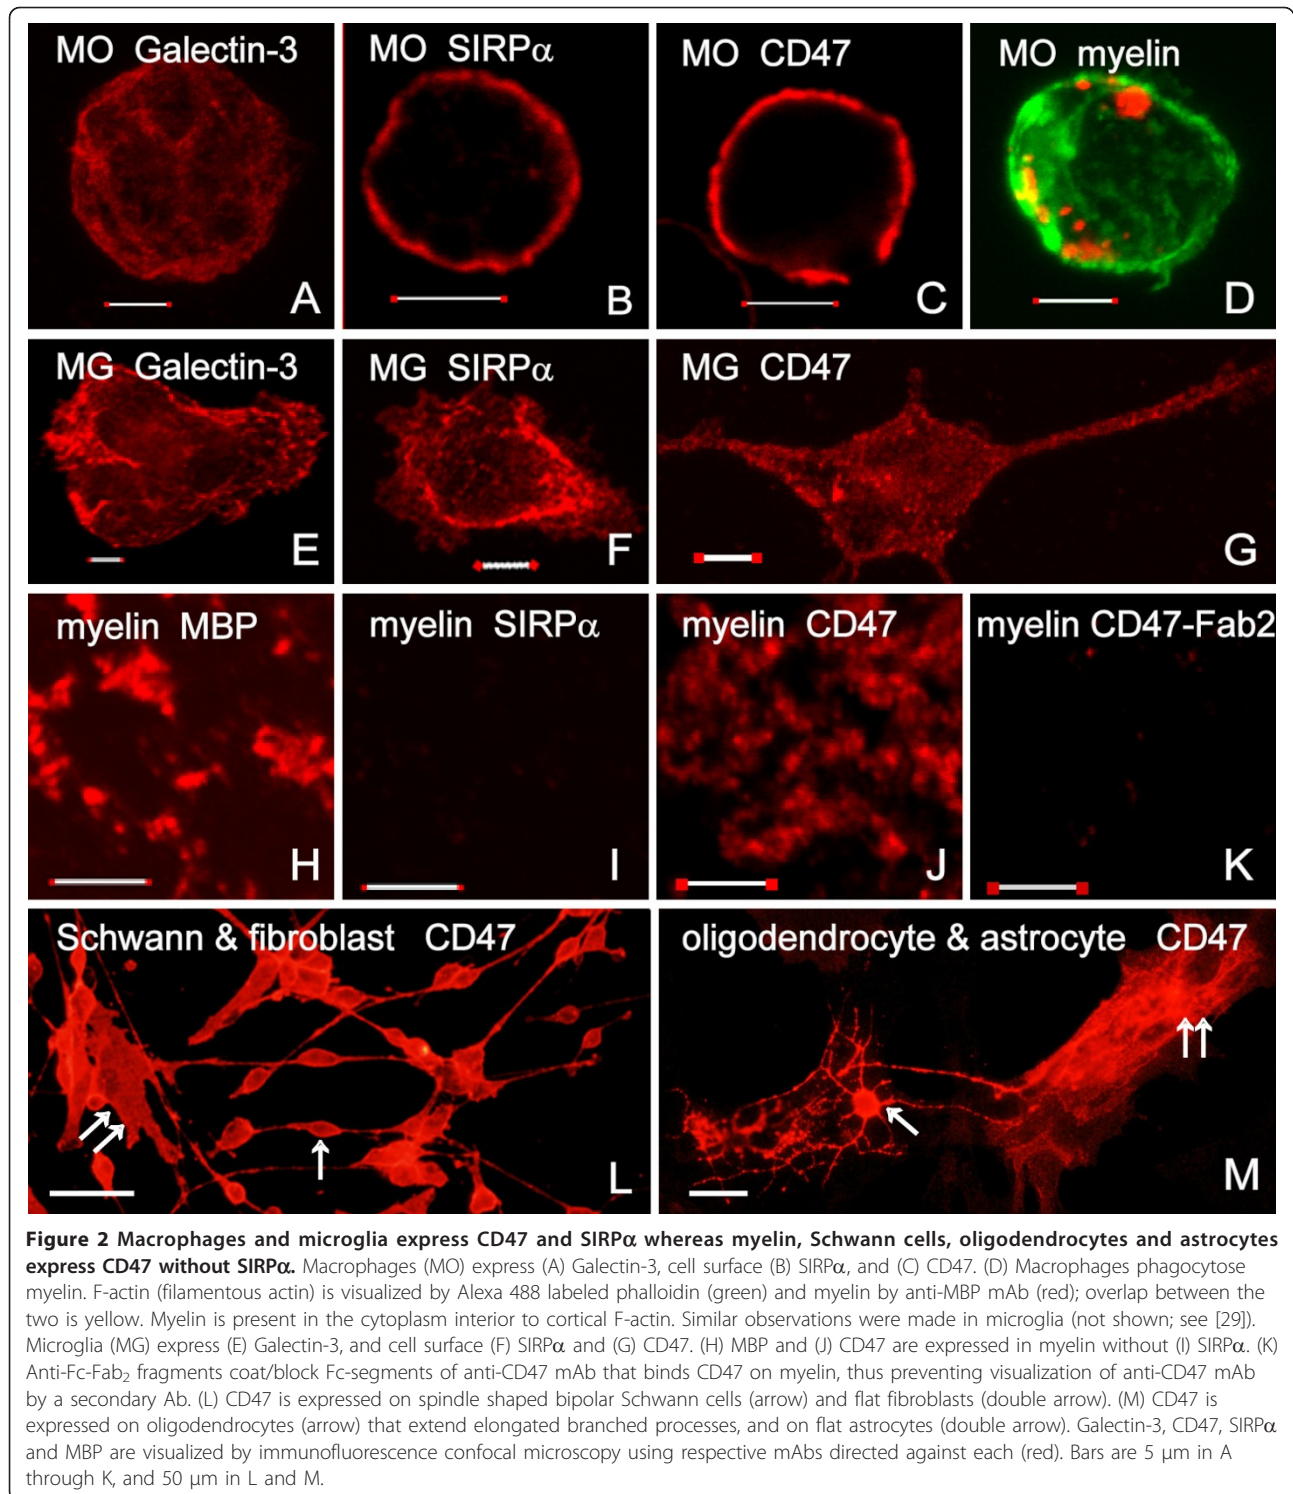 MO Galectin-3
A
MO SIRPα
B
MO CD47
C
MO myelin
D
MG Galectin-3
E
MG SIRPα
F
MG CD47
G
myelin MBP
H
myelin SIRPα
I
myelin CD47
J
myelin CD47-Fab2
K
Schwann & fibroblast CD47
L
oligodendrocyte & astrocyte CD47
M
Figure 2 Macrophages and microglia express CD47 and SIRPα whereas myelin, Schwann cells, oligodendrocytes and astrocytes
express CD47 without SIRPα. Macrophages (MO) express (A) Galectin-3, cell surface (B) SIRPα, and (C) CD47. (D) Macrophages phagocytose
myelin. F-actin (filamentous actin) is visualized by Alexa 488 labeled phalloidin (green) and myelin by anti-MBP mAb (red); overlap between the
two is yellow. Myelin is present in the cytoplasm interior to cortical F-actin. Similar observations were made in microglia (not shown; see [29]).
Microglia (MG) express (E) Galectin-3, and cell surface (F) SIRPα and (G) CD47. (H) MBP and (J) CD47 are expressed in myelin without (I) SIRPα. (K)
Anti-Fc-Fab₂ fragments coat/block Fc-segments of anti-CD47 mAb that binds CD47 on myelin, thus preventing visualization of anti-CD47 mAb
by a secondary Ab. (L) CD47 is expressed on spindle shaped bipolar Schwann cells (arrow) and flat fibroblasts (double arrow). (M) CD47 is
expressed on oligodendrocytes (arrow) that extend elongated branched processes, and on flat astrocytes (double arrow). Galectin-3, CD47, SIRPα
and MBP are visualized by immunofluorescence confocal microscopy using respective mAbs directed against each (red). Bars are 5 μm in A
through K, and 50 μm in L and M.